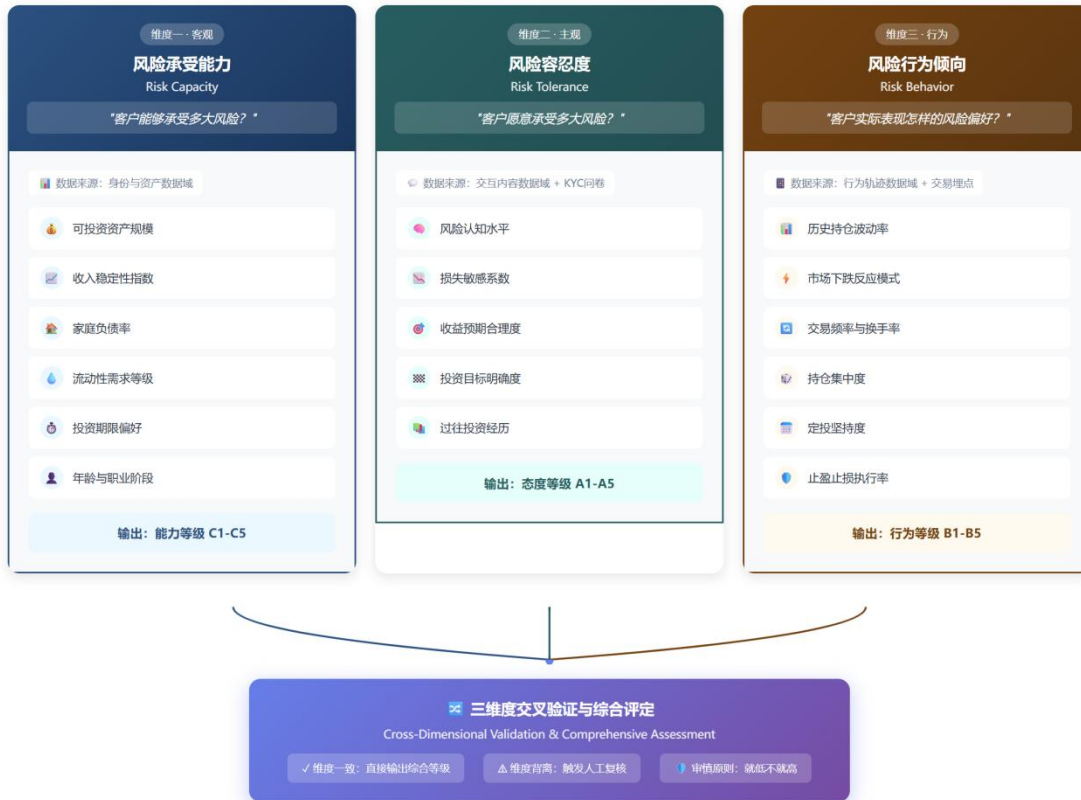 维度一 · 客观
风险承受能力
Risk Capacity
"客户能够承受多大风险？"
数据来源：身份与资产数据域
可投资资产规模
收入稳定性指数
家庭负债率
流动性需求等级
投资期限偏好
年龄与职业阶段
输出：能力等级 C1-C5
维度二 · 主观
风险容忍度
Risk Tolerance
"客户愿意承受多大风险？"
数据来源：交互内容数据域 + KYC问卷
风险认知水平
损失敏感系数
收益预期合理度
投资目标明确度
过往投资经历
输出：态度等级 A1-A5
维度三 · 行为
风险行为倾向
Risk Behavior
"客户实际表现怎样的风险偏好？"
数据来源：行为轨迹数据域 + 交易埋点
历史持仓波动率
市场下跌反应模式
交易频率与换手率
持仓集中度
定投坚持度
止盈止损执行率
输出：行为等级 B1-B5
三维度交叉验证与综合评定
Cross-Dimensional Validation & Comprehensive Assessment
✓ 维度一致：直接输出综合等级
⚠ 维度背离：触发人工复核
审慎原则：就低不就高